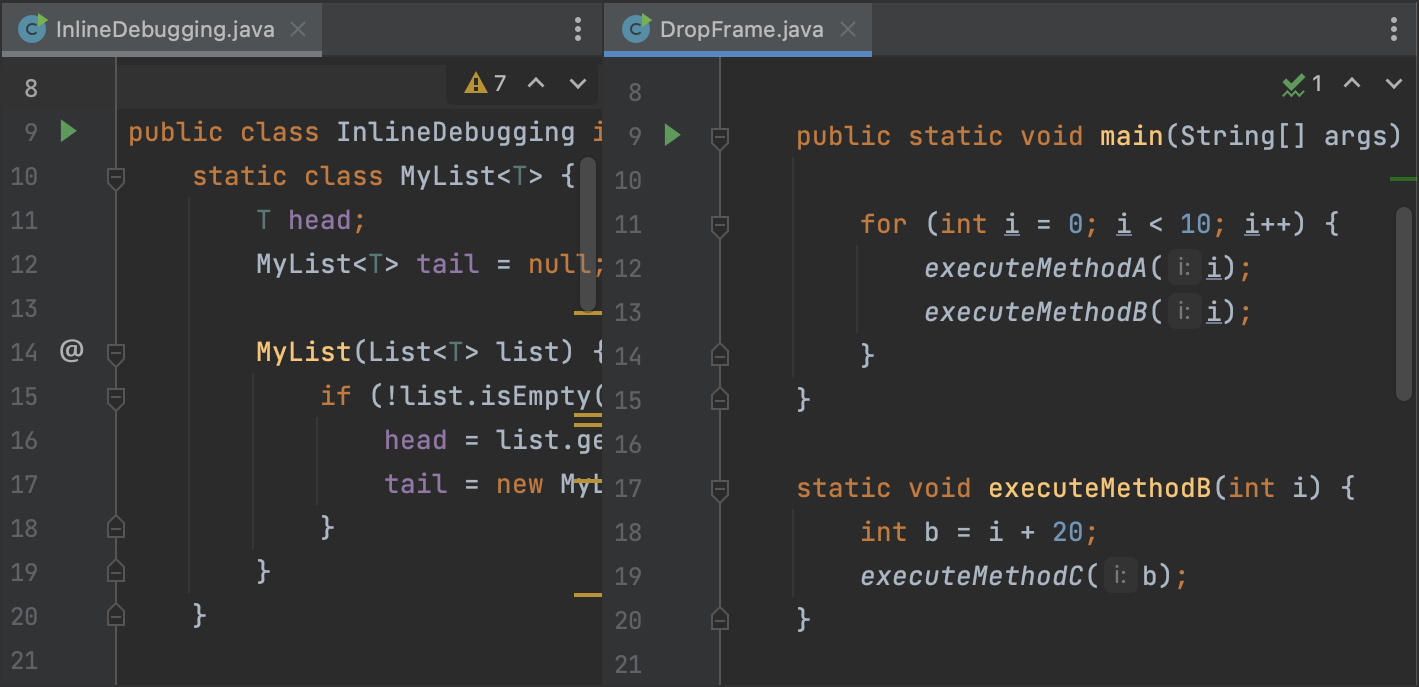 InlineDebugging.java
7
8
9 public class InlineDebugging
10 static class MyList<T> {
11 T head;
12 MyList<T> tail = null;
13
14 @ MyList(List<T> list) {
15 if (!list.isEmpty(
16 head = list.ge
17 tail = new MyL
18 }
19 }
20 }
21
DropFrame.java
1
8
9 public static void main(String[] args)
10
11 for (int i = 0; i < 10; i++) {
12 executeMethodA( i: i);
13 executeMethodB( i: i);
14 }
15 }
16
17 static void executeMethodB(int i) {
18 int b = i + 20;
19 executeMethodC( i: b);
20 }
21